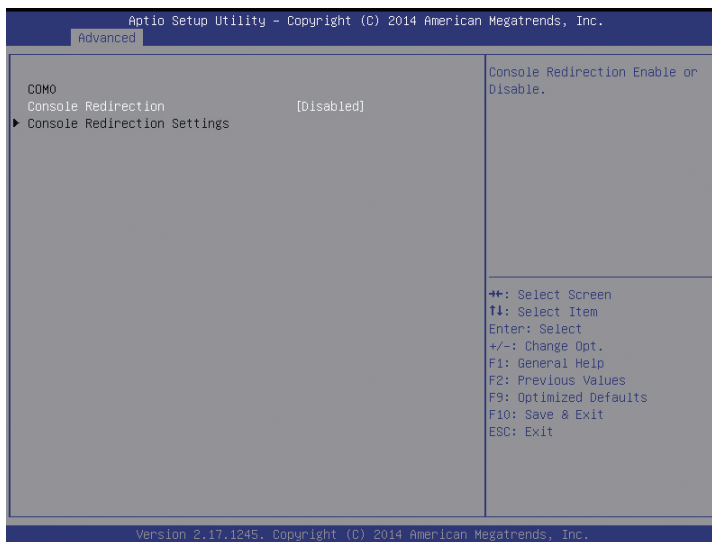 Aptio Setup Utility – Copyright (C) 2014 American Megatrends, Inc.
Advanced
COM0
Console Redirection [Disabled]
Console Redirection Settings
Console Redirection Enable or
Disable.
→←: Select Screen
↑↓: Select Item
Enter: Select
+/-: Change Opt.
F1: General Help
F2: Previous Values
F9: Optimized Defaults
F10: Save & Exit
ESC: Exit
Version 2.17.1245. Copyright (C) 2014 American Megatrends, Inc.